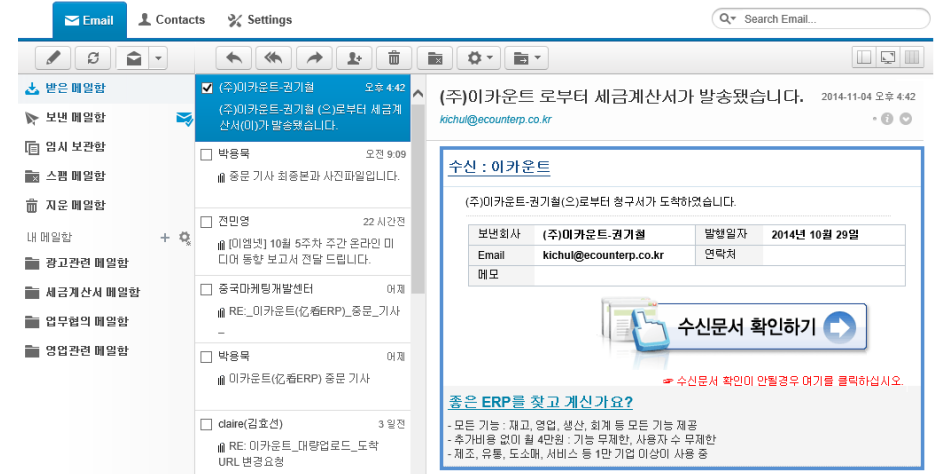 Email
Contacts
Settings
Search Email...
받은 메일함
보낸 메일함
임시 보관함
스팸 메일함
지운 메일함
내 메일함
광고관련 메일함
세금계산서 메일함
업무협의 메일함
영업관련 메일함
(주)이카운트-권기철 오후 4:42
(주)이카운트-권기철 (으)로부터 세금계
산서(이)가 발송됐습니다.
박용묵 오전 9:09
중문 기사 최종본과 사진파일입니다.
전민영 22 시간전
[이엠넷] 10월 5주차 주간 온라인 미
디어 동향 보고서 전달 드립니다.
중국마케팅개발센터 어제
RE:_이카운트(亿看ERP)_중문_기사
_
박용묵 어제
이카운트(亿看ERP) 중문 기사
claire(김효선) 3 일전
RE: 이카운트_대량업로드_도착
URL 변경요청
(주)이카운트 로부터 세금계산서가 발송됐습니다. 2014-11-04 오후 4:42
kichul@ecounterp.co.kr
수신 : 이카운트
(주)이카운트-권기철(으)로부터 청구서가 도착하였습니다.
보낸회사 (주)이카운트-권기철 발행일자 2014년 10월 29일
Email kichul@ecounterp.co.kr 연락처
메모
수신문서 확인하기
☞ 수신문서 확인이 안될경우 여기를 클릭하십시오.
좋은 ERP를 찾고 계신가요?
- 모든 기능 : 재고, 영업, 생산, 회계 등 모든 기능 제공
- 추가비용 없이 월 4만원 : 기능 무제한, 사용자 수 무제한
- 제조, 유통, 도소매, 서비스 등 1만 기업 이상이 사용 중